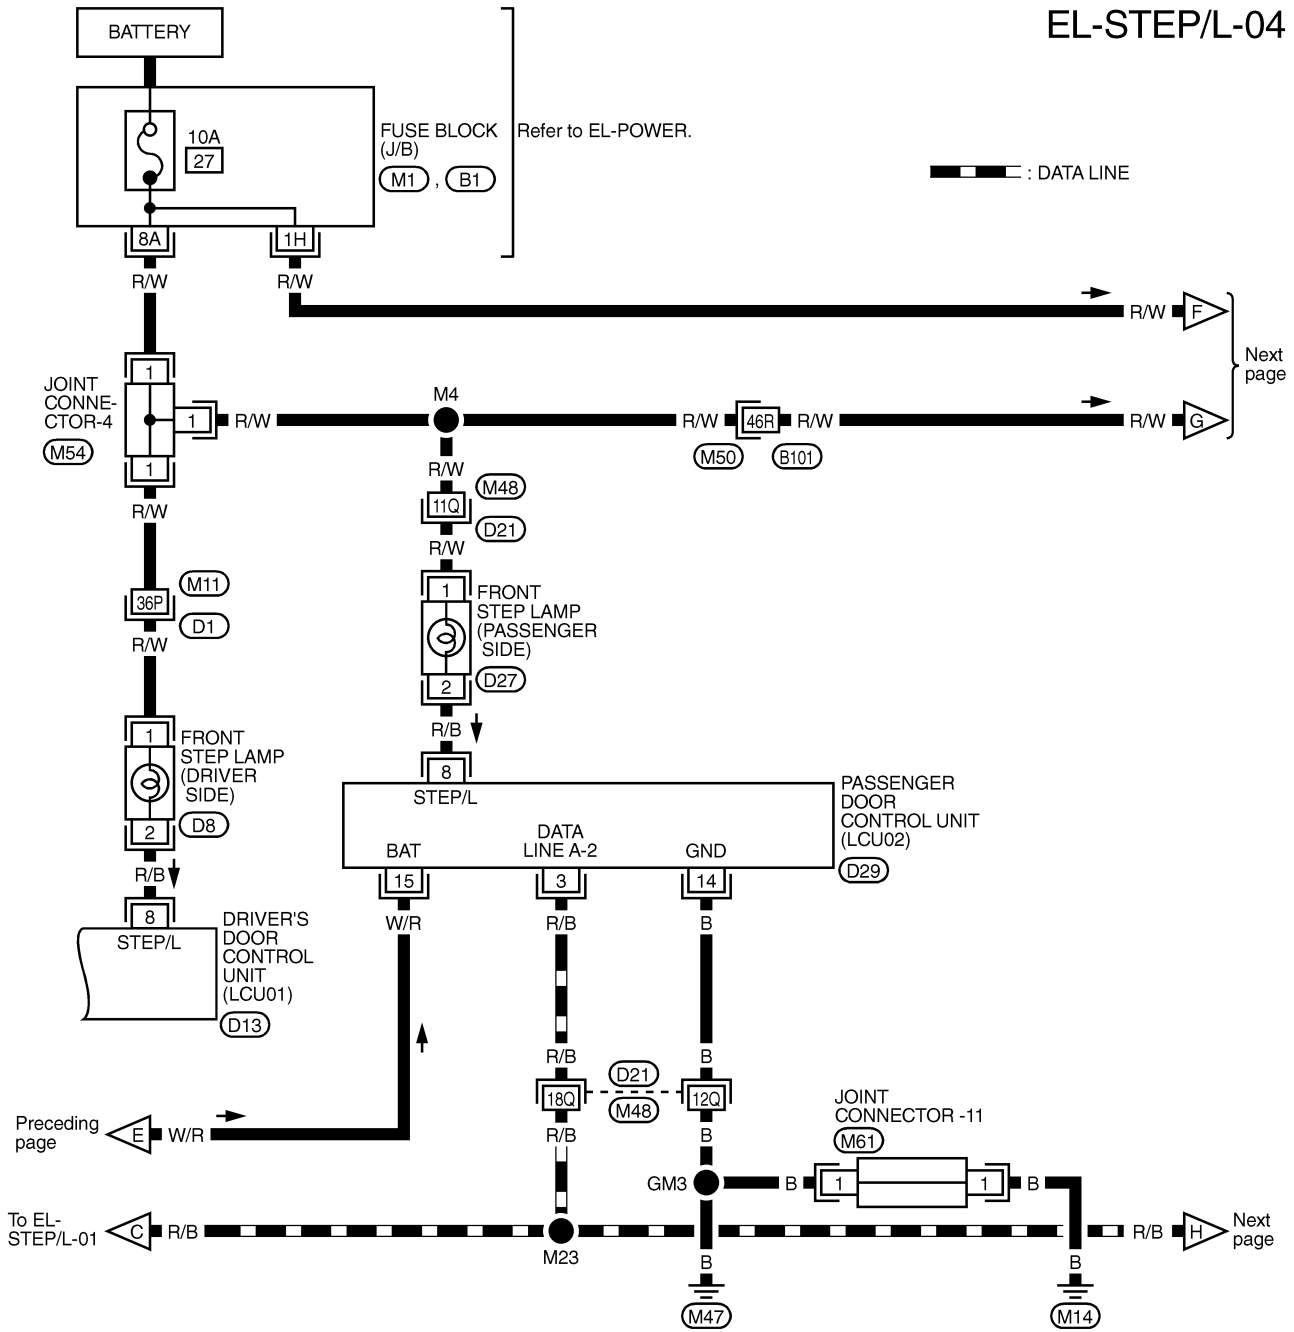 EL-STEP/L-04
BATTERY
10A
27
FUSE BLOCK
(J/B)
M1 , B1
Refer to EL-POWER.
: DATA LINE
8A
1H
R/W
R/W
R/W
F
Next
page
1
JOINT
CONNE-
CTOR-4
M54
1
1
R/W
M4
R/W
46R
R/W
M50
B101
R/W
G
R/W
R/W
M48
11Q
D21
R/W
M11
36P
D1
R/W
1
FRONT
STEP LAMP
(PASSENGER
SIDE)
2
D27
R/B
1
FRONT
STEP LAMP
(DRIVER
SIDE)
2
D8
R/B
8
STEP/L
DRIVER'S
DOOR
CONTROL
UNIT
(LCU01)
D13
8
STEP/L
BAT
DATA
LINE A-2
GND
PASSENGER
DOOR
CONTROL UNIT
(LCU02)
D29
15
3
14
W/R
R/B
B
R/B
B
D21
18Q
12Q
M48
R/B
B
Preceding
page
E
W/R
JOINT
CONNECTOR -11
M61
GM3
B
1
1
B
To EL-
STEP/L-01
C
R/B
M23
R/B
H
Next
page
B
B
M47
M14